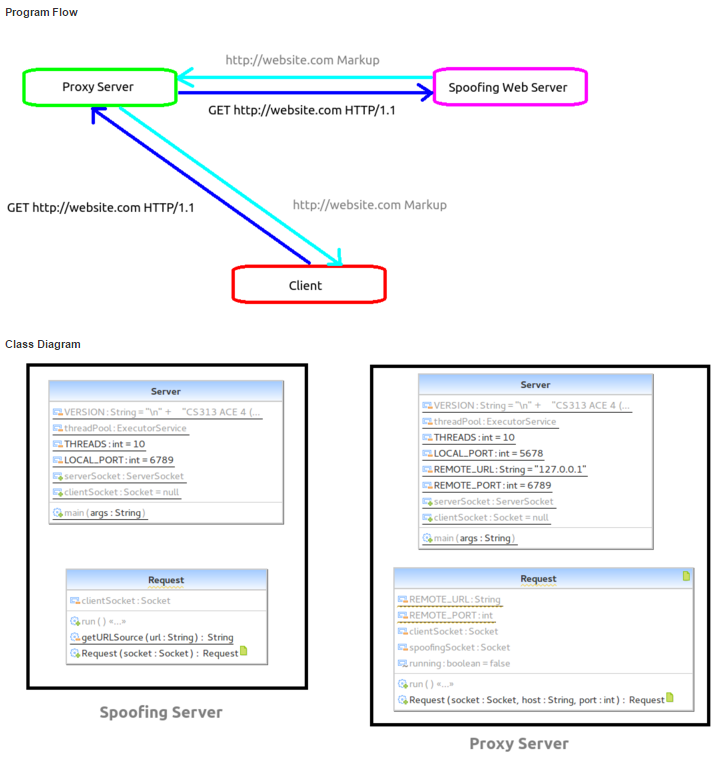 Program Flow
http://website.com Markup
Proxy Server
Spoofing Web Server
GET http://website.com HTTP/1.1
GET http://website.com HTTP/1.1
http://website.com Markup
Client
Class Diagram
Server
VERSION : String = "\n" + "CS313 ACE 4 (...
threadPool : ExecutorService
THREADS : int = 10
LOCAL_PORT : int = 6789
serverSocket : ServerSocket
clientSocket : Socket = null
main ( args : String )
Request
clientSocket : Socket
run ( ) «...»
getURLSource ( url : String ) : String
Request ( socket : Socket ) : Request
Spoofing Server
Server
VERSION : String = "\n" + "CS313 ACE 4 (...
threadPool : ExecutorService
THREADS : int = 10
LOCAL_PORT : int = 5678
REMOTE_URL : String = "127.0.0.1"
REMOTE_PORT : int = 6789
serverSocket : ServerSocket
clientSocket : Socket = null
main ( args : String )
Request
REMOTE_URL : String
REMOTE_PORT : int
clientSocket : Socket
spoofingSocket : Socket
running : boolean = false
run ( ) «...»
Request ( socket : Socket, host : String, port : int ) : Request
Proxy Server